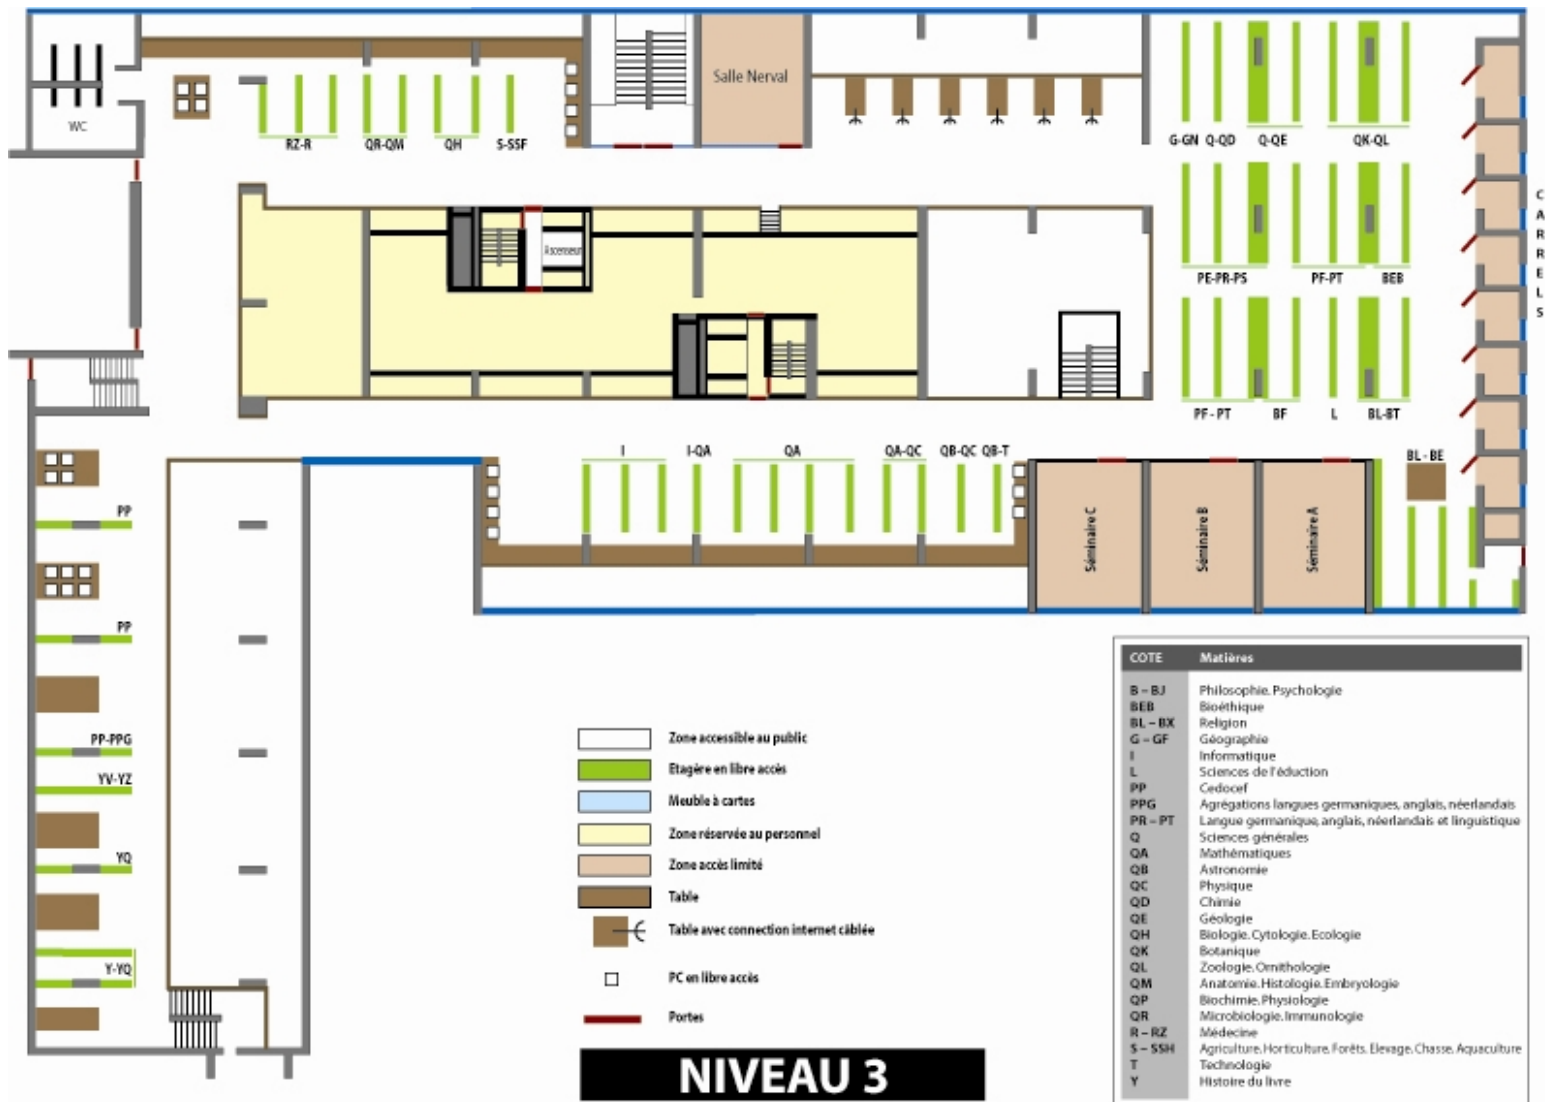 WC
Salle Nerval
RZ-R
QR-QM
QH
S-SSF
G-GN
Q-QD
Q-QE
QK-QL
CARRELS
Ascenseur
PE-PR-PS
PF-PT
BEB
PF - PT
BF
L
BL-BT
I
I-QA
QA
QA-QC
QB-QC
QB-T
BL - BE
Séminaire C
Séminaire B
Séminaire A
PP
PP
PP-PPG
YV-YZ
YQ
Y-YQ
Zone accessible au public
Etagère en libre accès
Meuble à cartes
Zone réservée au personnel
Zone accès limité
Table
Table avec connection internet câblée
PC en libre accès
Portes
NIVEAU 3
COTE Matières
B – BJ Philosophie. Psychologie
BEB Bioéthique
BL – BX Religion
G – GF Géographie
I Informatique
L Sciences de l'éduction
PP Cedocef
PPG Agrégations langues germaniques, anglais, néerlandais
PR – PT Langue germanique, anglais, néerlandais et linguistique
Q Sciences générales
QA Mathématiques
QB Astronomie
QC Physique
QD Chimie
QE Géologie
QH Biologie. Cytologie. Ecologie
QK Botanique
QL Zoologie. Ornithologie
QM Anatomie. Histologie. Embryologie
QP Biochimie. Physiologie
QR Microbiologie. Immunologie
R – RZ Médecine
S – SSH Agriculture. Horticulture. Forêts. Elevage. Chasse. Aquaculture
T Technologie
Y Histoire du livre